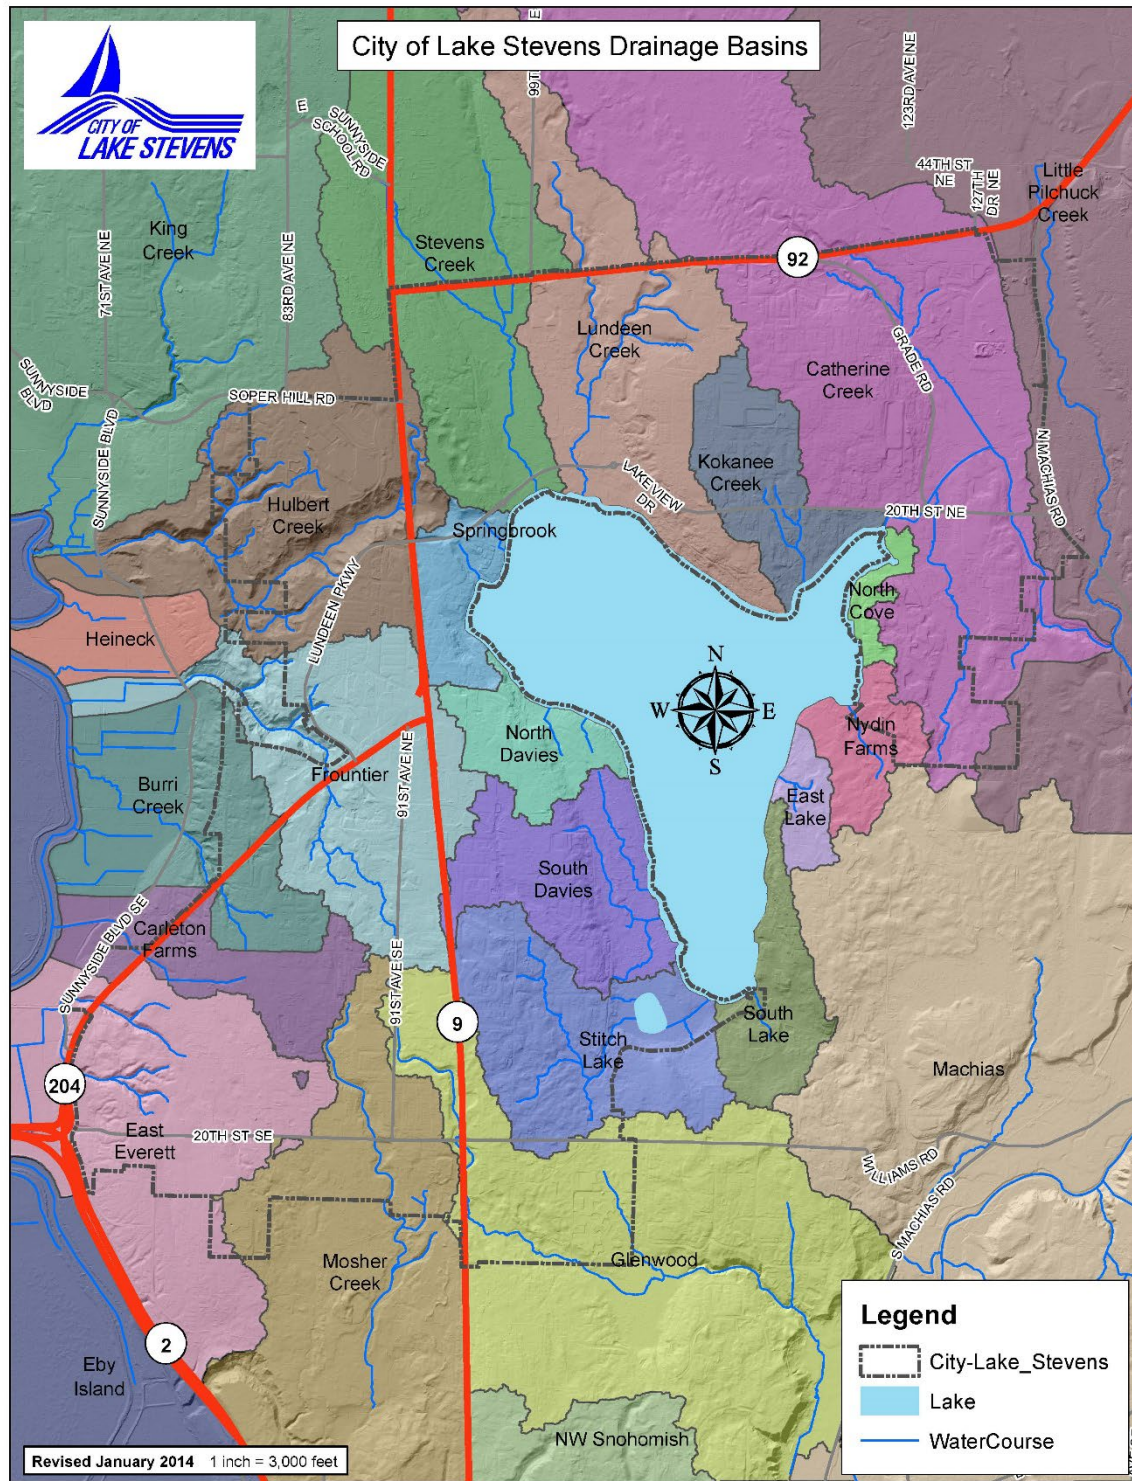 City of Lake Stevens Drainage Basins
CITY OF
LAKE STEVENS
SUNNYSIDE
SCHOOL RD
E
123RD AVE NE
44TH ST
NE
127TH
DR NE
Little
Pilchuck
Creek
King
Creek
71ST AVE NE
83RD AVE NE
Stevens
Creek
92
Lundeen
Creek
GRADE RD
Catherine
Creek
SUNNYSIDE
BLVD
SUNNYSIDE BLVD
SOPER HILL RD
N MACHIAS RD
Kokanee
Creek
LAKEVIEW
DR
20TH ST NE
Hulbert
Creek
Springbrook
LUNDEEN PKWY
North
Cove
Heineck
N
W
E
S
North
Davies
Nydin
Farms
Frountier
91ST AVE NE
Burri
Creek
East
Lake
South
Davies
Carleton
Farms
SUNNYSIDE BLVD SE
91ST AVE SE
9
Stitch
Lake
South
Lake
Machias
204
East
Everett
20TH ST SE
WILLIAMS RD
S MACHIAS RD
Mosher
Creek
Glenwood
2
Eby
Island
NW Snohomish
Legend
City-Lake_Stevens
Lake
WaterCourse
Revised January 2014 1 inch = 3,000 feet